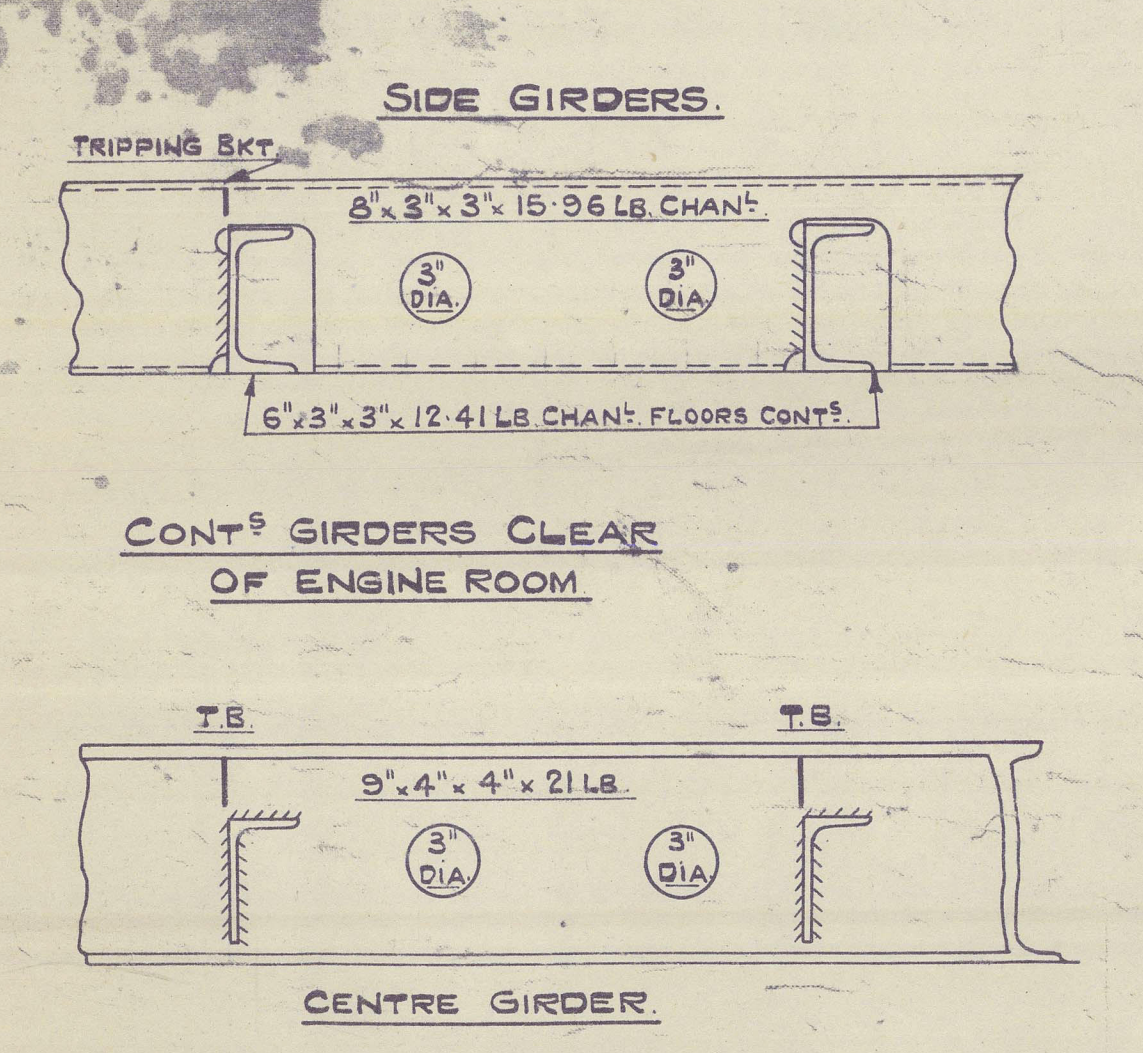 SIDE GIRDERS.
TRIPPING BKT.
8"x 3"x 3"x 15·96 LB. CHANL.
3" DIA.
3" DIA.
6"x 3"x 3"x 12·41 LB. CHANL. FLOORS CONTS.
CONTS GIRDERS CLEAR
OF ENGINE ROOM
T.B.
T.B.
9"x 4"x 4"x 21 LB.
3" DIA.
3" DIA.
CENTRE GIRDER.